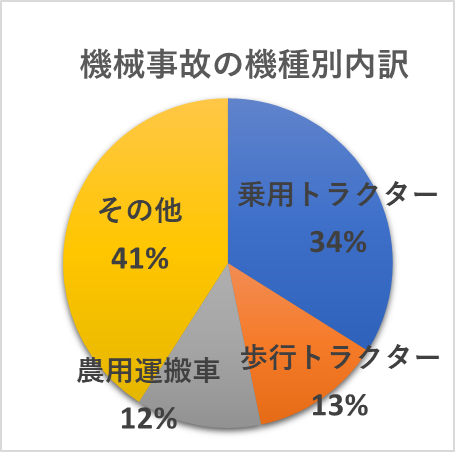 機械事故の機種別内訳
乗用トラクター
34%
その他
41%
歩行トラクター
13%
農用運搬車
12%